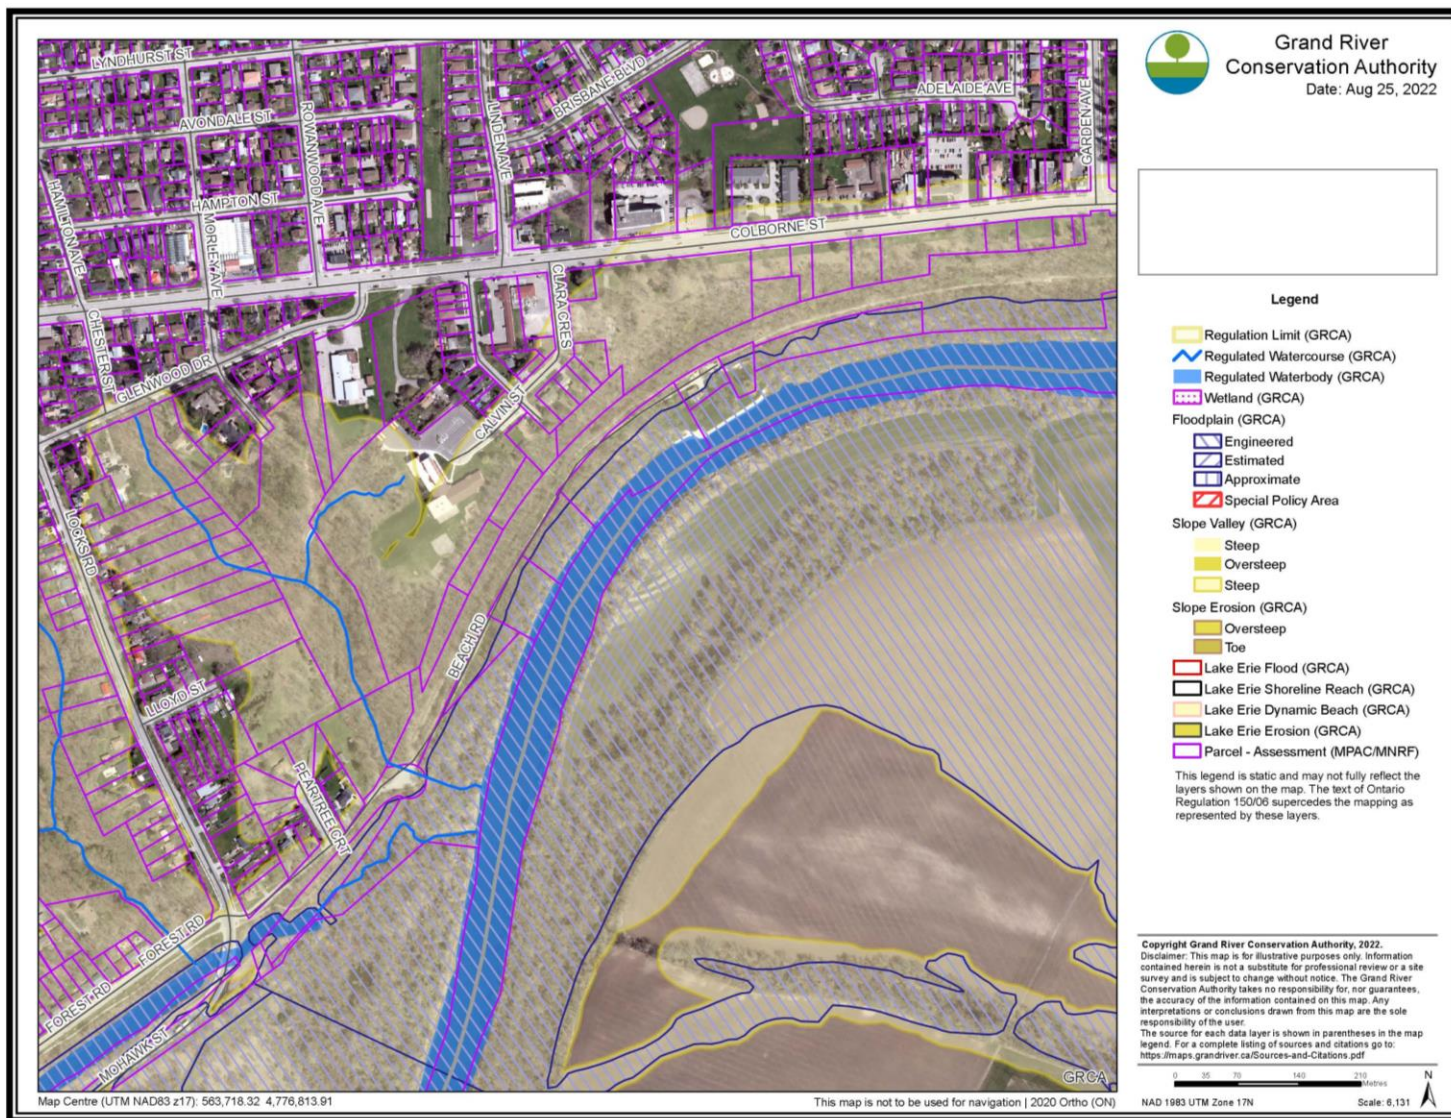 LYNDHURST ST
AVONDALE ST
ROWANWOOD AVE
LINDEN AVE
BRISBANE BLVD
ADELAIDE AVE
GARDEN AVE
HAMILTON AVE
HAMPTON ST
MORLEY AVE
COLBORNE ST
CLARA CRES
CHESTER ST
GLENWOOD DR
CALVIN ST
LOCKS RD
BEACH RD
LLOYD ST
PEARTREE CRT
FOREST RD
FOREST RD
MOHAWK ST
GRCA
Map Centre (UTM NAD83 z17): 563,718.32 4,776,813.91
This map is not to be used for navigation | 2020 Ortho (ON)
Grand River
Conservation Authority
Date: Aug 25, 2022
Legend
Regulation Limit (GRCA)
Regulated Watercourse (GRCA)
Regulated Waterbody (GRCA)
Wetland (GRCA)
Floodplain (GRCA)
Engineered
Estimated
Approximate
Special Policy Area
Slope Valley (GRCA)
Steep
Oversteep
Steep
Slope Erosion (GRCA)
Oversteep
Toe
Lake Erie Flood (GRCA)
Lake Erie Shoreline Reach (GRCA)
Lake Erie Dynamic Beach (GRCA)
Lake Erie Erosion (GRCA)
Parcel - Assessment (MPAC/MNRF)
This legend is static and may not fully reflect the
layers shown on the map. The text of Ontario
Regulation 150/06 supercedes the mapping as
represented by these layers.
Copyright Grand River Conservation Authority, 2022.
Disclaimer: This map is for illustrative purposes only. Information
contained herein is not a substitute for professional review or a site
survey and is subject to change without notice. The Grand River
Conservation Authority takes no responsibility for, nor guarantees,
the accuracy of the information contained on this map. Any
interpretations or conclusions drawn from this map are the sole
responsibility of the user.
The source for each data layer is shown in parentheses in the map
legend. For a complete listing of sources and citations go to:
https://maps.grandriver.ca/Sources-and-Citations.pdf
0 35 70 140 210
Metres
N
NAD 1983 UTM Zone 17N
Scale: 6,131